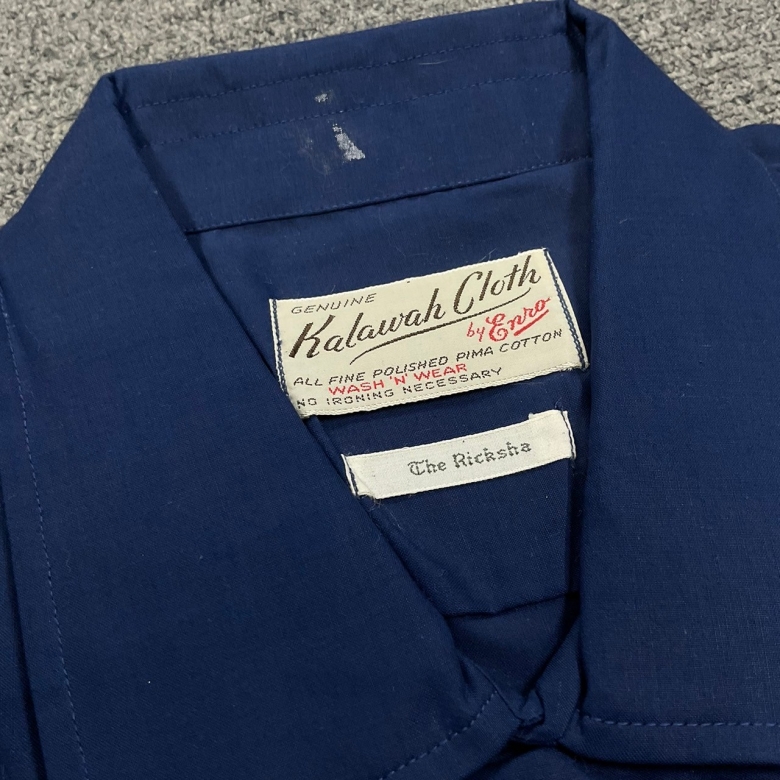 GENUINE
Kalawah Cloth
by Enro
ALL FINE POLISHED PIMA COTTON
WASH 'N' WEAR
NO IRONING NECESSARY
The Ricksha